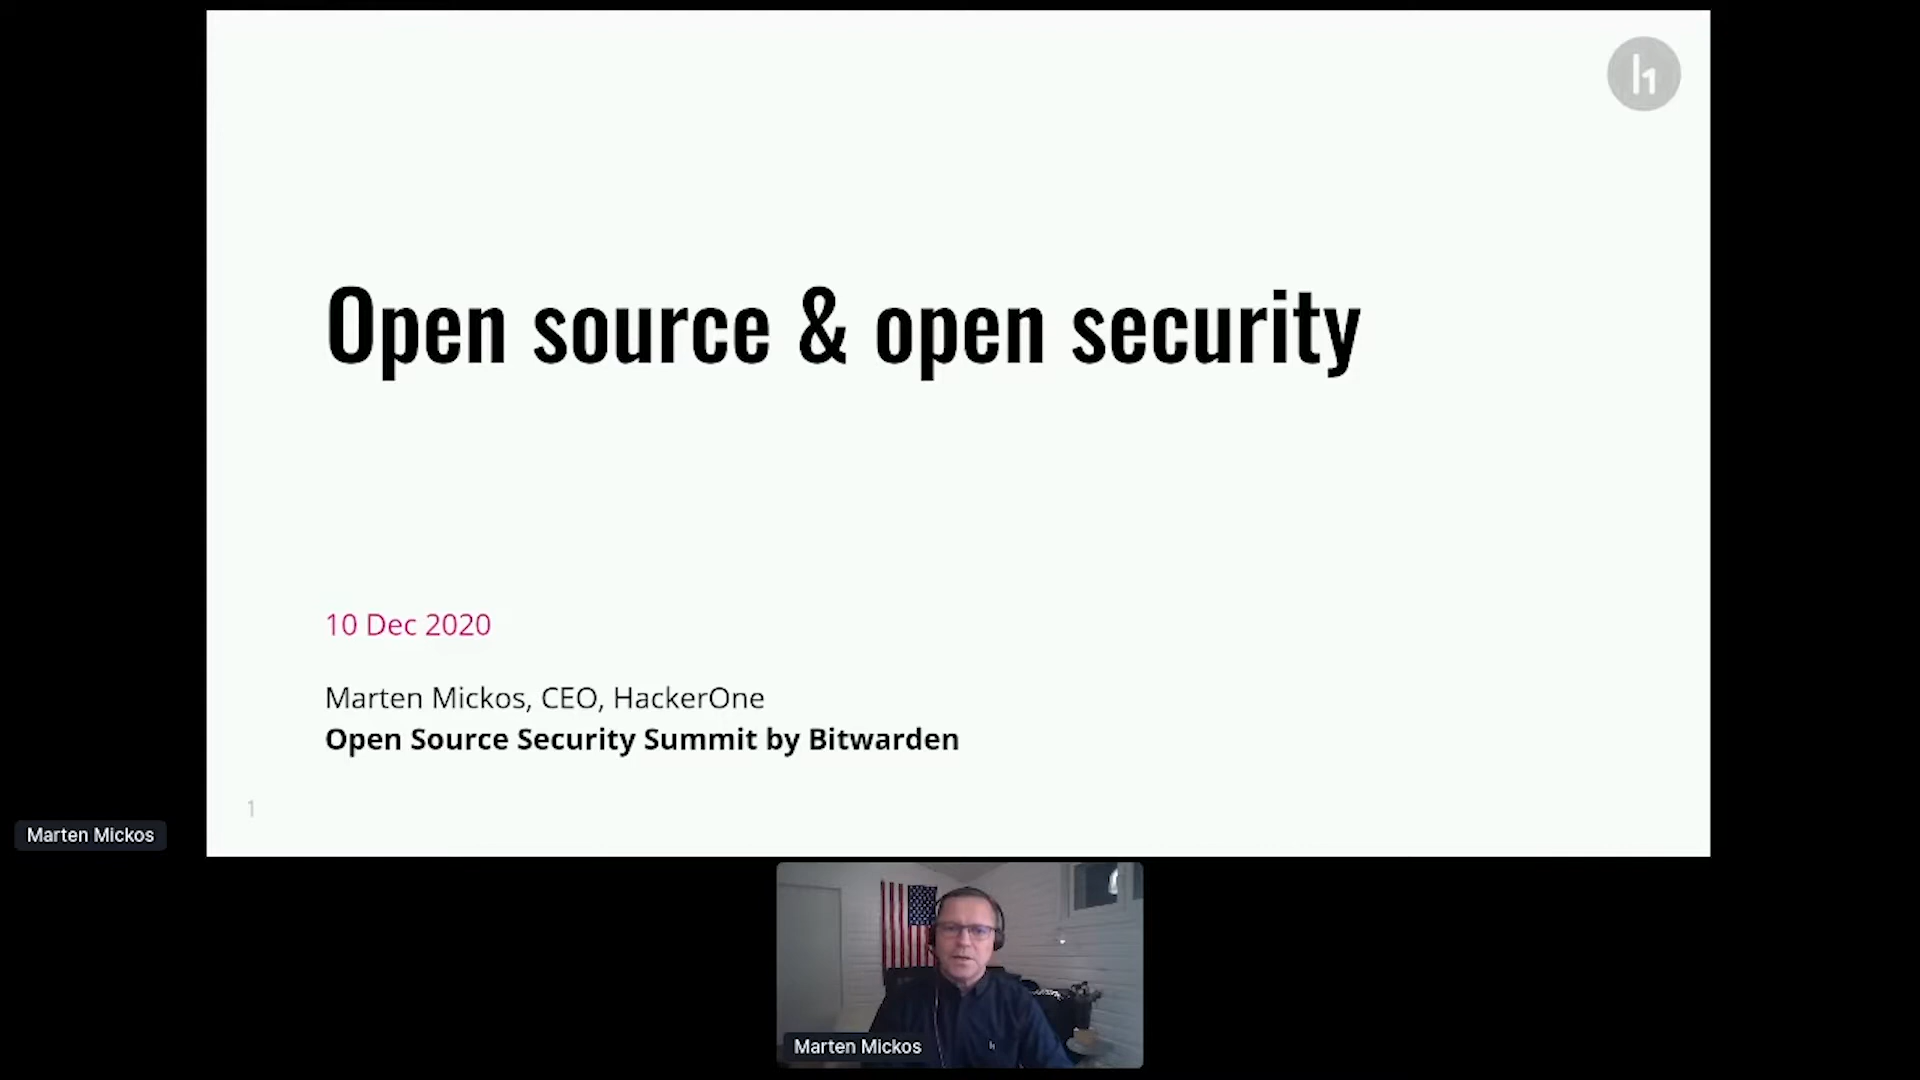 h1
Open source & open security
10 Dec 2020
Marten Mickos, CEO, HackerOne
Open Source Security Summit by Bitwarden
1
Marten Mickos
Marten Mickos